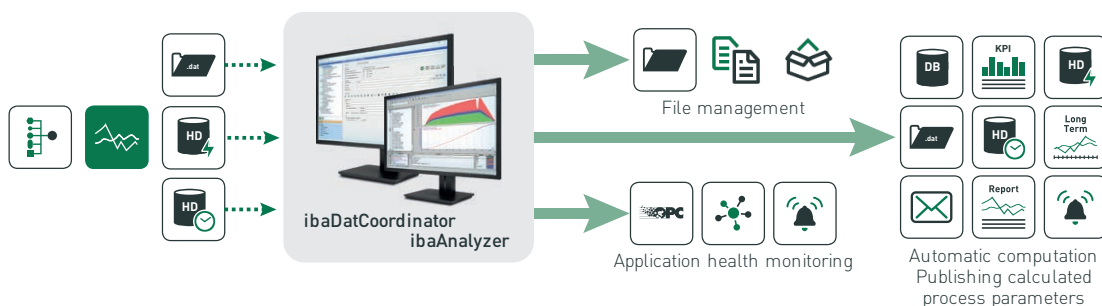 .dat
HD
HD
ibaDatCoordinator
ibaAnalyzer
File management
OPC
Application health monitoring
DB
KPI
HD
.dat
HD
Long
Term
Report
Automatic computation
Publishing calculated
process parameters